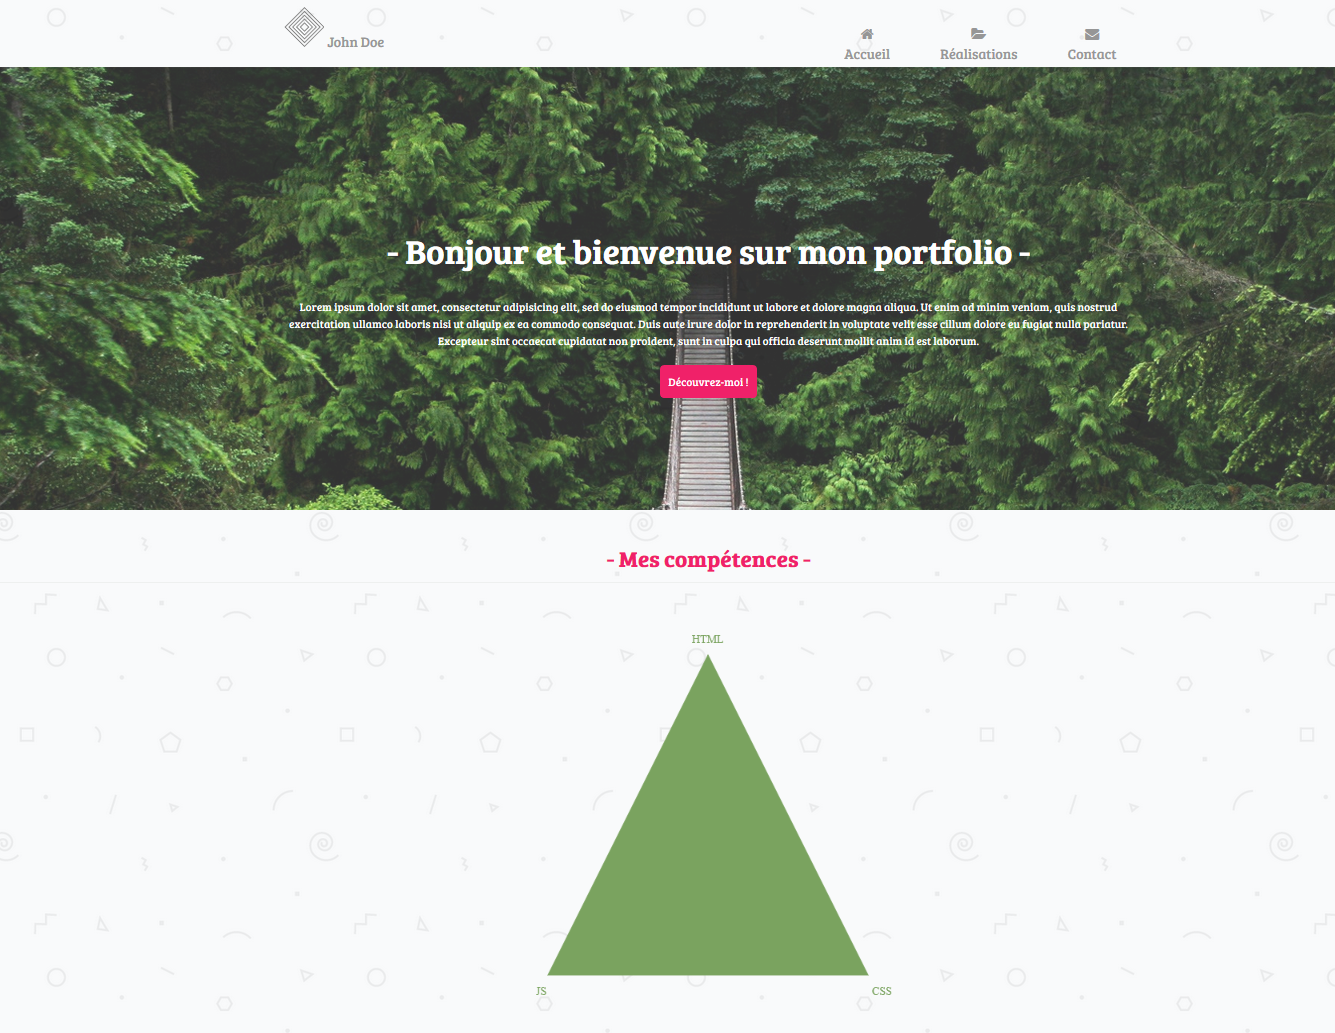 John Doe
Accueil
Réalisations
Contact
- Bonjour et bienvenue sur mon portfolio -
Lorem ipsum dolor sit amet, consectetur adipisicing elit, sed do eiusmod tempor incididunt ut labore et dolore magna aliqua. Ut enim ad minim veniam, quis nostrud
exercitation ullamco laboris nisi ut aliquip ex ea commodo consequat. Duis aute irure dolor in reprehenderit in voluptate velit esse cillum dolore eu fugiat nulla pariatur.
Excepteur sint occaecat cupidatat non proident, sunt in culpa qui officia deserunt mollit anim id est laborum.
Découvrez-moi !
- Mes compétences -
HTML
JS
CSS